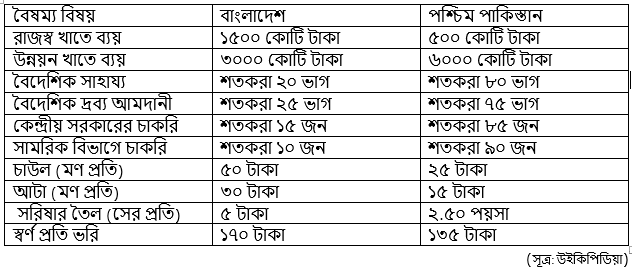 বৈষম্য বিষয় বাংলাদেশ পশ্চিম পাকিস্তান
রাজস্ব খাতে ব্যয় ১৫০০ কোটি টাকা ৫০০ কোটি টাকা
উন্নয়ন খাতে ব্যয় ৩০০০ কোটি টাকা ৬০০০ কোটি টাকা
বৈদেশিক সাহায্য শতকরা ২০ ভাগ শতকরা ৮০ ভাগ
বৈদেশিক দ্রব্য আমদানী শতকরা ২৫ ভাগ শতকরা ৭৫ ভাগ
কেন্দ্রীয় সরকারের চাকরি শতকরা ১৫ জন শতকরা ৮৫ জন
সামরিক বিভাগে চাকরি শতকরা ১০ জন শতকরা ৯০ জন
চাউল (মণ প্রতি) ৫০ টাকা ২৫ টাকা
আটা (মণ প্রতি) ৩০ টাকা ১৫ টাকা
সরিষার তৈল (সের প্রতি) ৫ টাকা ২.৫০ পয়সা
স্বর্ণ প্রতি ভরি ১৭০ টাকা ১৩৫ টাকা
(সূত্র: উইকিপিডিয়া)